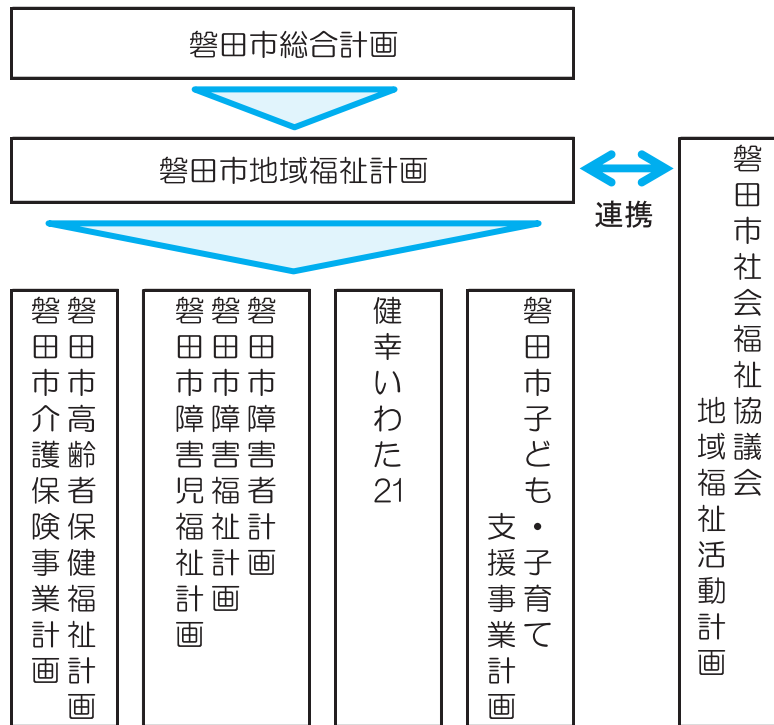 磐田市総合計画
磐田市地域福祉計画
連携
磐田市社会福祉協議会
地域福祉活動計画
磐田市高齢者保健福祉計画
磐田市介護保険事業計画
磐田市障害者計画
磐田市障害福祉計画
磐田市障害児福祉計画
健幸いわた21
磐田市子ども・子育て
支援事業計画